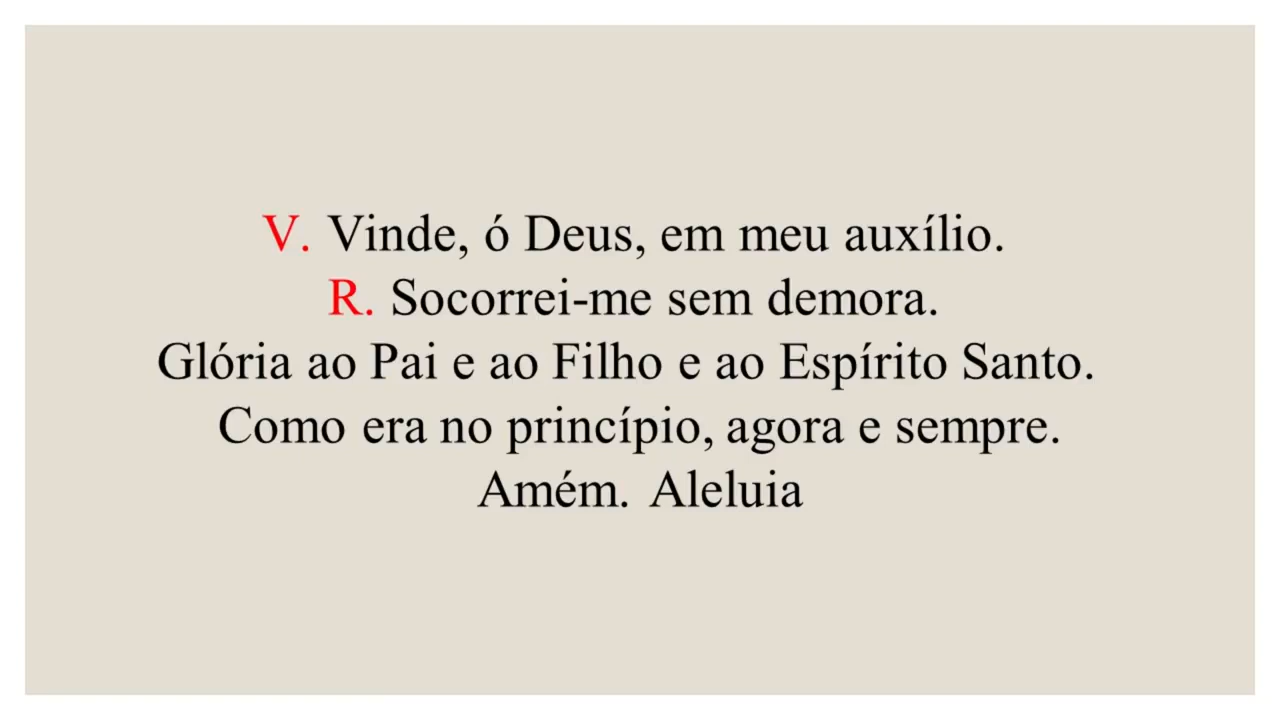 V. Vinde, ó Deus, em meu auxílio.
R. Socorrei-me sem demora.
Glória ao Pai e ao Filho e ao Espírito Santo.
Como era no princípio, agora e sempre.
Amém. Aleluia